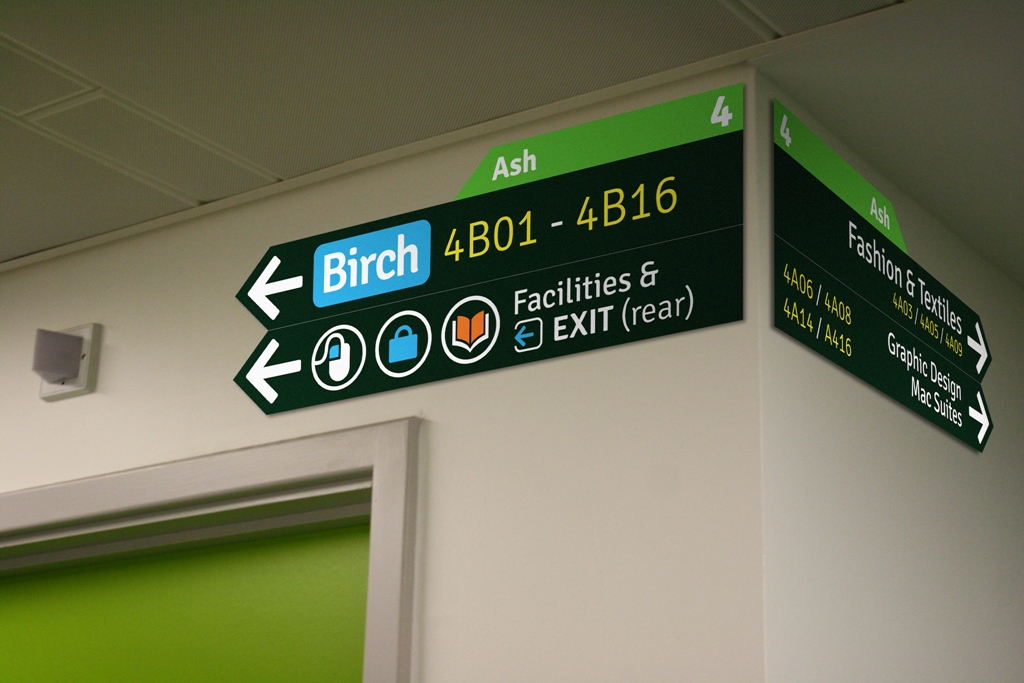 4
Ash
Birch 4B01 - 4B16
Facilities &
EXIT (rear)
4
Ash
Fashion & Textiles
4A03 / 4A05 / 4A09
4A06 / 4A08
4A14 / A416
Graphic Design
Mac Suites